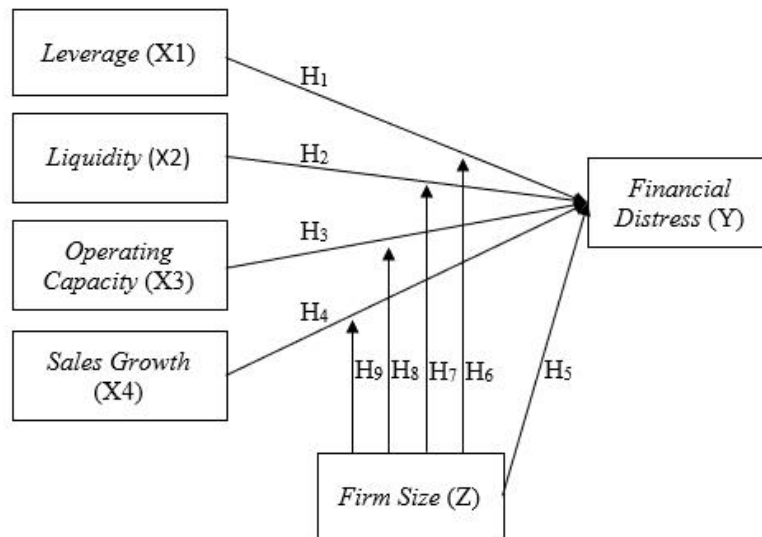 Leverage (X1)
H1
Liquidity (X2)
H2
Financial
Distress (Y)
Operating
Capacity (X3)
H3
H4
Sales Growth
(X4)
H9 H8 H7 H6 H5
Firm Size (Z)